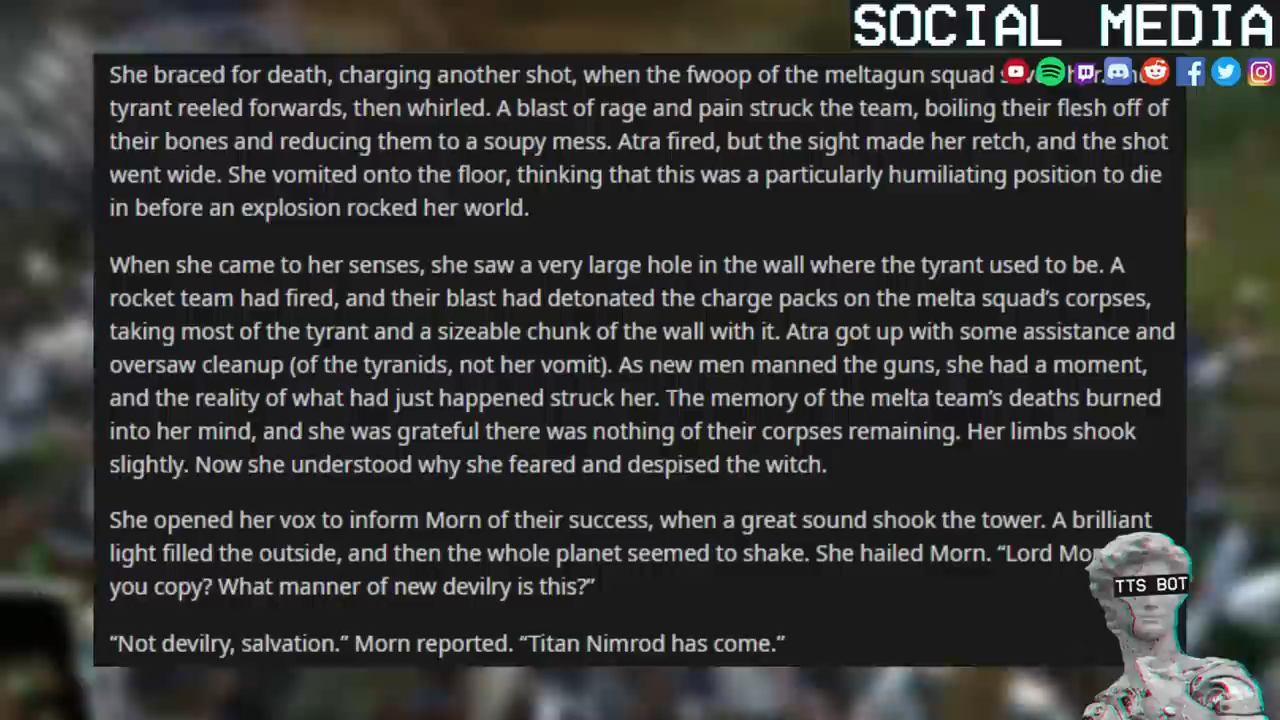 SOCIAL MEDIA
She braced for death, charging another shot, when the fwoop of the meltagun squad
tyrant reeled forwards, then whirled. A blast of rage and pain struck the team, boiling their flesh off of
their bones and reducing them to a soupy mess. Atra fired, but the sight made her retch, and the shot
went wide. She vomited onto the floor, thinking that this was a particularly humiliating position to die
in before an explosion rocked her world.
When she came to her senses, she saw a very large hole in the wall where the tyrant used to be. A
rocket team had fired, and their blast had detonated the charge packs on the melta squad’s corpses,
taking most of the tyrant and a sizeable chunk of the wall with it. Atra got up with some assistance and
oversaw cleanup (of the tyranids, not her vomit). As new men manned the guns, she had a moment,
and the reality of what had just happened struck her. The memory of the melta team’s deaths burned
into her mind, and she was grateful there was nothing of their corpses remaining. Her limbs shook
slightly. Now she understood why she feared and despised the witch.
She opened her vox to inform Morn of their success, when a great sound shook the tower. A brilliant
light filled the outside, and then the whole planet seemed to shake. She hailed Morn. “Lord
you copy? What manner of new devilry is this?”
“Not devilry, salvation.” Morn reported. “Titan Nimrod has come.”
TTS BOT